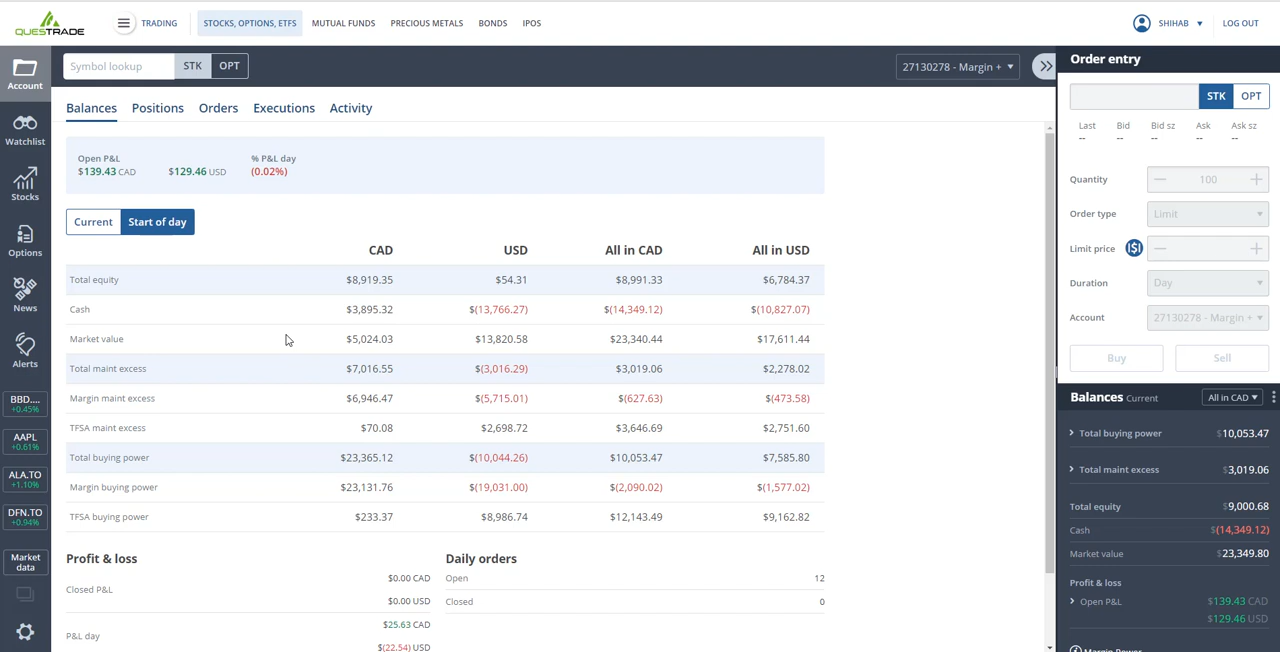 QUESTRADE
TRADING
STOCKS, OPTIONS, ETFS
MUTUAL FUNDS
PRECIOUS METALS
BONDS
IPOS
SHIHAB
LOG OUT
Account
Watchlist
Stocks
Options
News
Alerts
BBD....
+0.45%
AAPL
+0.61%
ALA.TO
+1.10%
DFN.TO
+0.94%
Market
data
Symbol lookup STK OPT
27130278 - Margin +
Balances Positions Orders Executions Activity
Open P&L % P&L day
$139.43 CAD $129.46 USD (0.02%)
Current Start of day
CAD USD All in CAD All in USD
Total equity $8,919.35 $54.31 $8,991.33 $6,784.37
Cash $3,895.32 $(13,766.27) $(14,349.12) $(10,827.07)
Market value $5,024.03 $13,820.58 $23,340.44 $17,611.44
Total maint excess $7,016.55 $(3,016.29) $3,019.06 $2,278.02
Margin maint excess $6,946.47 $(5,715.01) $(627.63) $(473.58)
TFSA maint excess $70.08 $2,698.72 $3,646.69 $2,751.60
Total buying power $23,365.12 $(10,044.26) $10,053.47 $7,585.80
Margin buying power $23,131.76 $(19,031.00) $(2,090.02) $(1,577.02)
TFSA buying power $233.37 $8,986.74 $12,143.49 $9,162.82
Profit & loss
Closed P&L
$0.00 CAD
$0.00 USD
P&L day
$25.63 CAD
$(22.54) USD
Daily orders
Open 12
Closed 0
Order entry
STK OPT
Last Bid Bid sz Ask Ask sz
-- -- -- -- --
Quantity 100
Order type Limit
Limit price
Duration Day
Account 27130278 - Margin +
Buy Sell
Balances Current All in CAD
Total buying power $10,053.47
Total maint excess $3,019.06
Total equity $9,000.68
Cash $(14,349.12)
Market value $23,349.80
Profit & loss
Open P&L $139.43 CAD
$129.46 USD
Margin Power